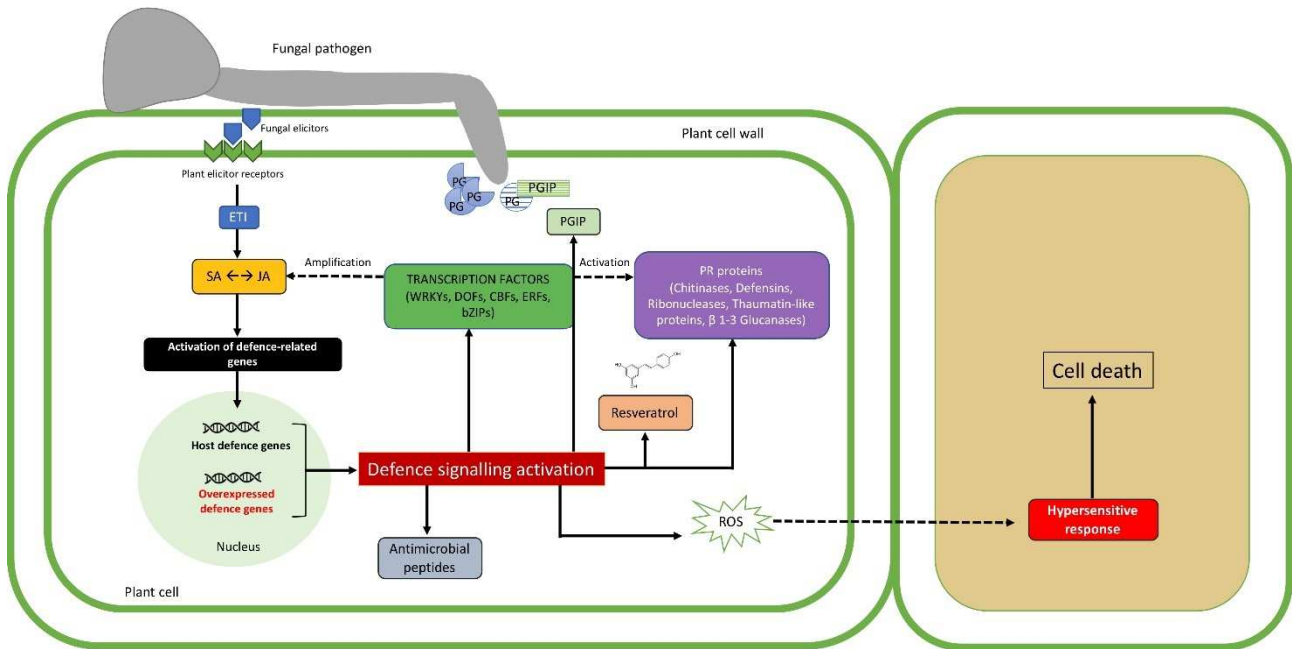 Fungal pathogen
Fungal elicitors
Plant cell wall
Plant elicitor receptors
PG
PG
PG
PG
PGIP
ETI
PGIP
SA ←→ JA
Amplification
TRANSCRIPTION FACTORS
(WRKYs, DOFs, CBFs, ERFs,
bZIPs)
Activation
PR proteins
(Chitinases, Defensins,
Ribonucleases, Thaumatin-like
proteins, β 1-3 Glucanases)
Activation of defence-related
genes
HO
OH
OH
Resveratrol
Cell death
Host defence genes
Overexpressed
defence genes
Nucleus
Defence signalling activation
ROS
Hypersensitive
response
Antimicrobial
peptides
Plant cell